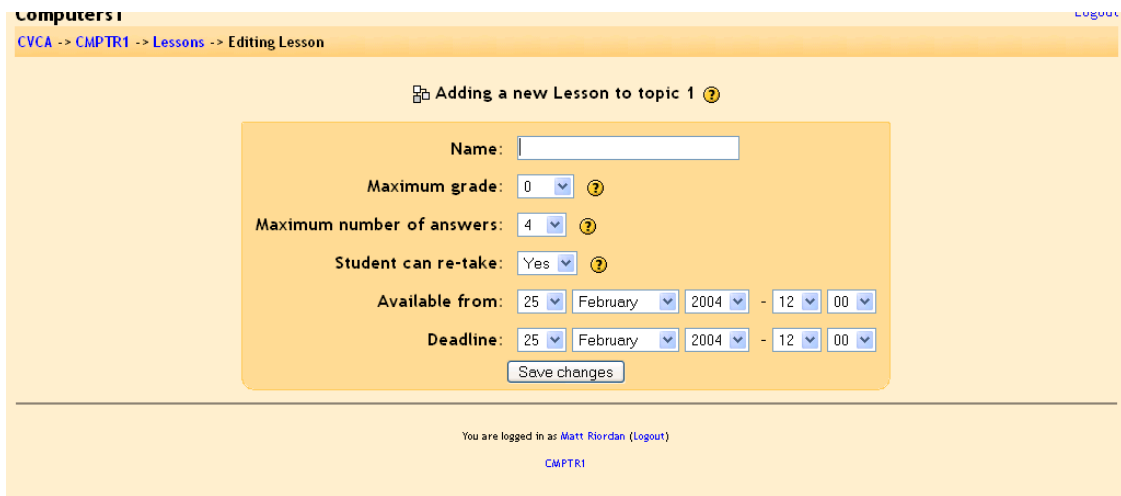 Computers1 Logout
CVCA -> CMPTR1 -> Lessons -> Editing Lesson
Adding a new Lesson to topic 1 ?
Name:
Maximum grade: 0 ?
Maximum number of answers: 4 ?
Student can re-take: Yes ?
Available from: 25 February 2004 - 12 00
Deadline: 25 February 2004 - 12 00
Save changes
You are logged in as Matt Riordan (Logout)
CMPTR1